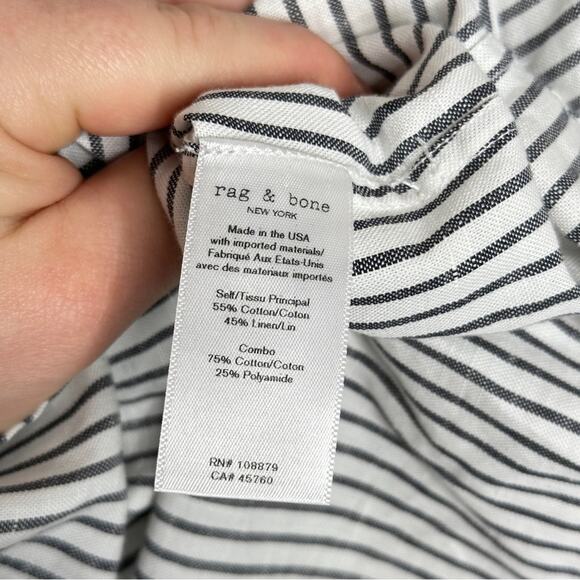 rag & bone
NEW YORK
Made in the USA
with imported materials/
Fabriqué Aux Etats-Unis
avec des materiaux importés
Self/Tissu Principal
55% Cotton/Coton
45% Linen/Lin
Combo
75% Cotton/Coton
25% Polyamide
RN# 108879
CA# 45760